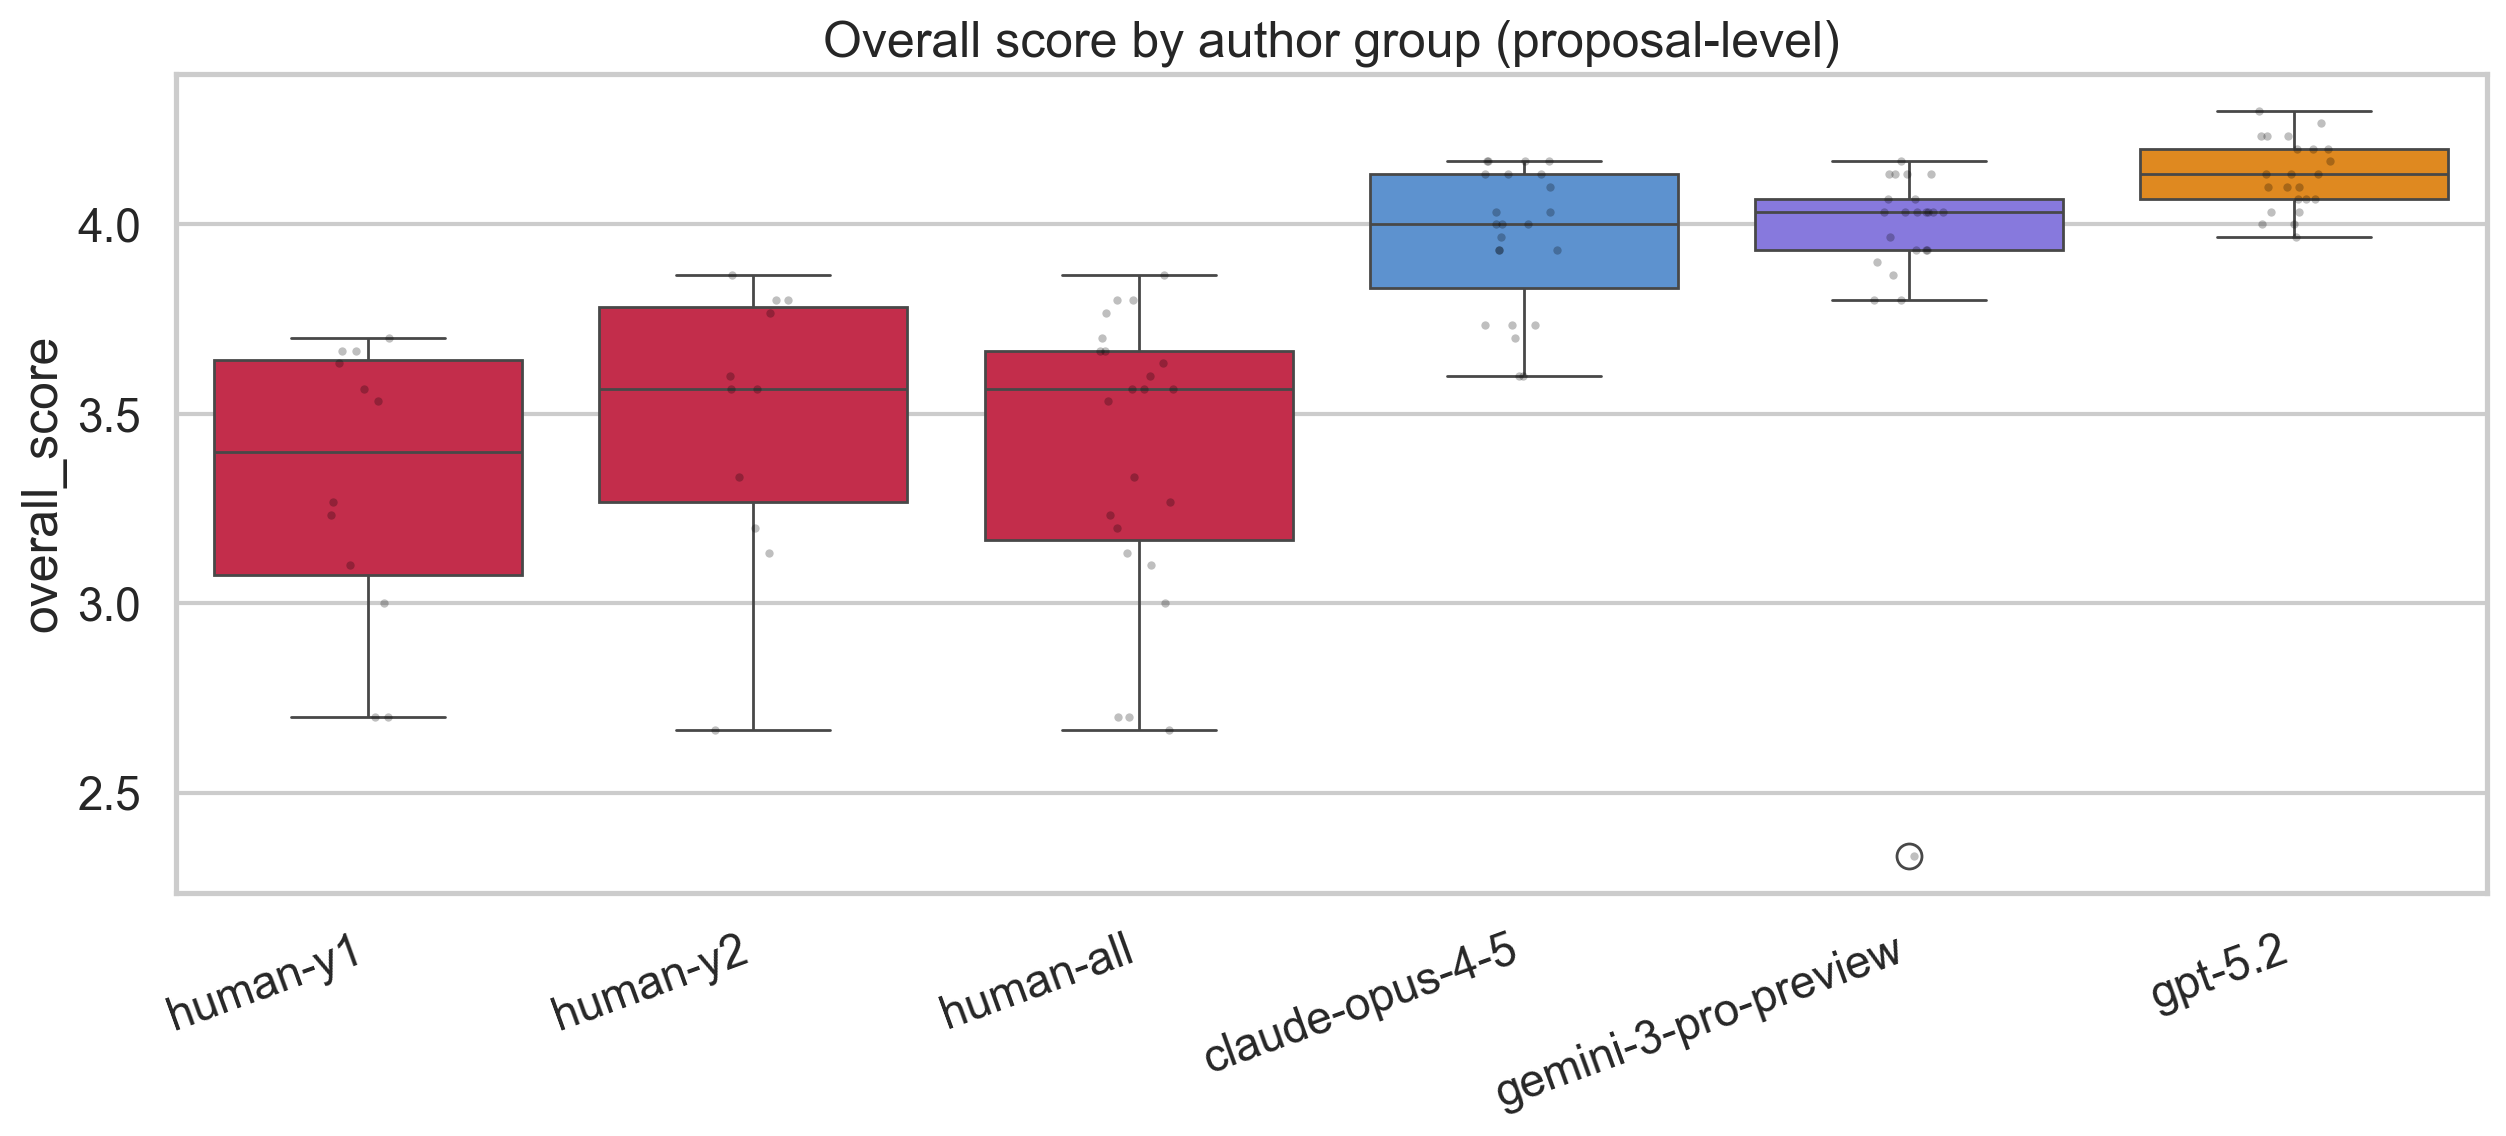 Overall score by author group (proposal-level)
overall_score
4.0
3.5
3.0
2.5
human-y1
human-y2
human-all
claude-opus-4-5
gemini-3-pro-preview
gpt-5.2